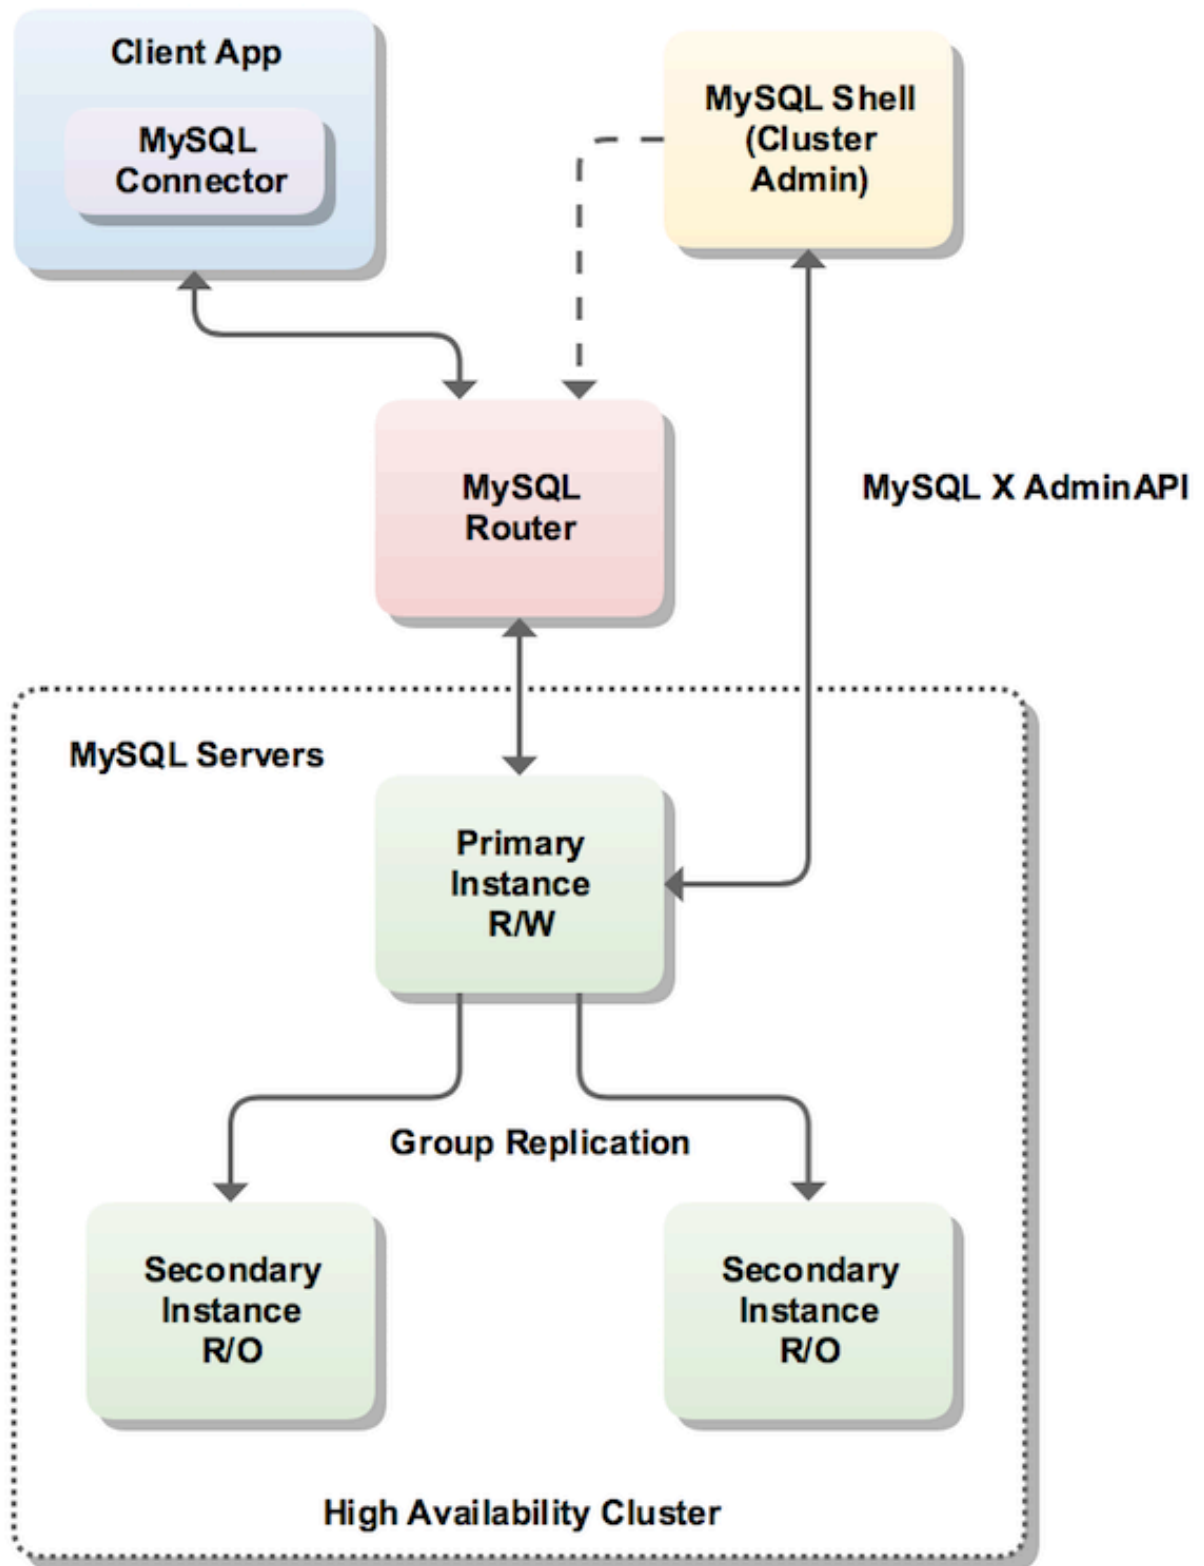 Client App
MySQL
Connector
MySQL Shell
(Cluster
Admin)
MySQL
Router
MySQL X AdminAPI
MySQL Servers
Primary
Instance
R/W
Group Replication
Secondary
Instance
R/O
Secondary
Instance
R/O
High Availability Cluster